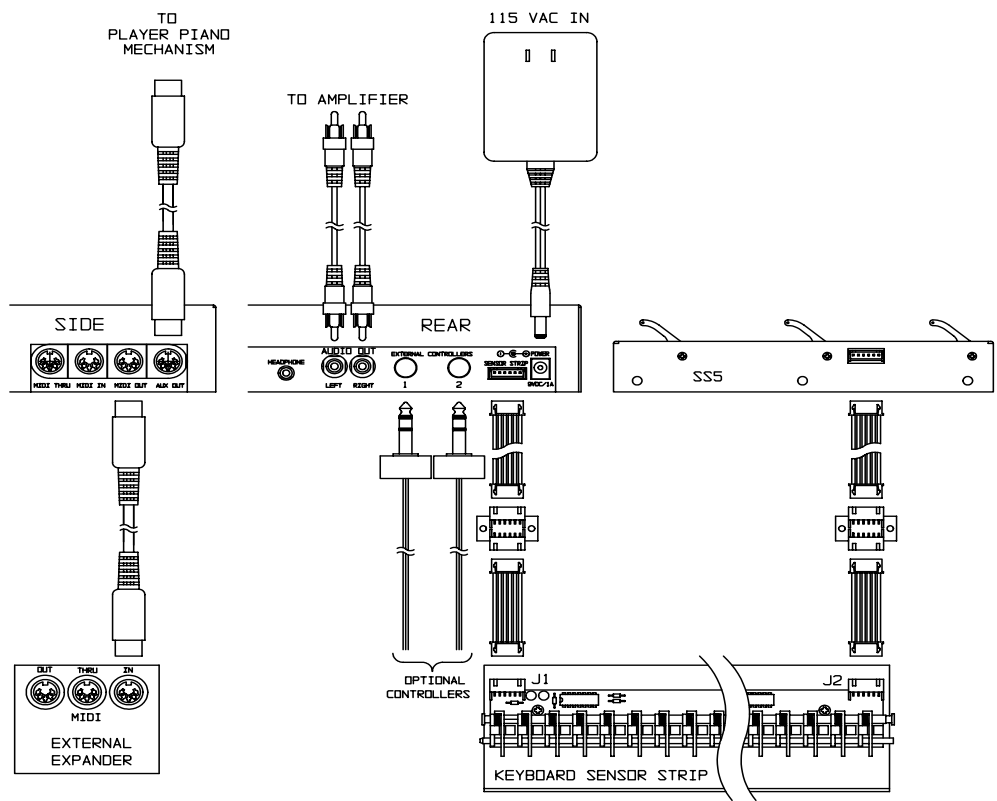 TO
PLAYER PIANO
MECHANISM
115 VAC IN
TO AMPLIFIER
SIDE
REAR
MIDI THRU
MIDI IN
MIDI OUT
AUX OUT
HEADPHONE
AUDIO OUT
LEFT
RIGHT
EXTERNAL CONTROLLERS
1
2
SENSOR STRIP
POWER
9VDC/1A
SS5
OUT
THRU
IN
MIDI
EXTERNAL
EXPANDER
OPTIONAL
CONTROLLERS
J1
J2
KEYBOARD SENSOR STRIP